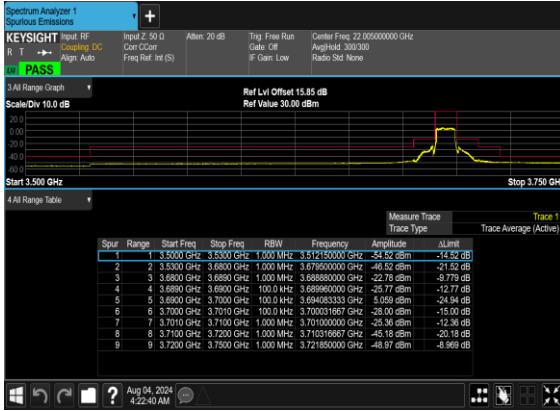 Spectrum Analyzer 1
Spurious Emissions
+
KEYSIGHT Input: RF Input Z: 50 Ω Atten: 20 dB Trig: Free Run Center Freq: 22.005000000 GHz
R T Coupling: DC Corr CCorr Gate: Off Avg|Hold: 300/300
Align: Auto Freq Ref: Int (S) IF Gain: Low Radio Std: None
PASS
3 All Range Graph
Ref Lvl Offset 15.85 dB
Scale/Div 10.0 dB Ref Value 30.00 dBm
20.0
0.00
-20.0
-40.0
-60.0
Start 3.500 GHz Stop 3.750 GH
4 All Range Table
Measure Trace Trace 1
Trace Type Trace Average (Active)
Spur Range Start Freq Stop Freq RBW Frequency Amplitude ΔLimit
1 1 3.5000 GHz 3.5300 GHz 1.000 MHz 3.512150000 GHz -54.52 dBm -14.52 dB
2 2 3.5300 GHz 3.6800 GHz 1.000 MHz 3.679500000 GHz -46.52 dBm -21.52 dB
3 3 3.6800 GHz 3.6890 GHz 1.000 MHz 3.688880000 GHz -22.78 dBm -9.779 dB
4 4 3.6890 GHz 3.6900 GHz 100.0 kHz 3.689960000 GHz -25.77 dBm -12.77 dB
5 5 3.6900 GHz 3.7000 GHz 100.0 kHz 3.694083333 GHz 5.059 dBm -24.94 dB
6 6 3.7000 GHz 3.7010 GHz 100.0 kHz 3.700031667 GHz -28.00 dBm -15.00 dB
7 7 3.7010 GHz 3.7100 GHz 1.000 MHz 3.701000000 GHz -25.36 dBm -12.36 dB
8 8 3.7100 GHz 3.7200 GHz 1.000 MHz 3.710316667 GHz -45.18 dBm -20.18 dB
9 9 3.7200 GHz 3.7500 GHz 1.000 MHz 3.721850000 GHz -48.97 dBm -8.969 dB
? Aug 04, 2024
4:22:40 AM